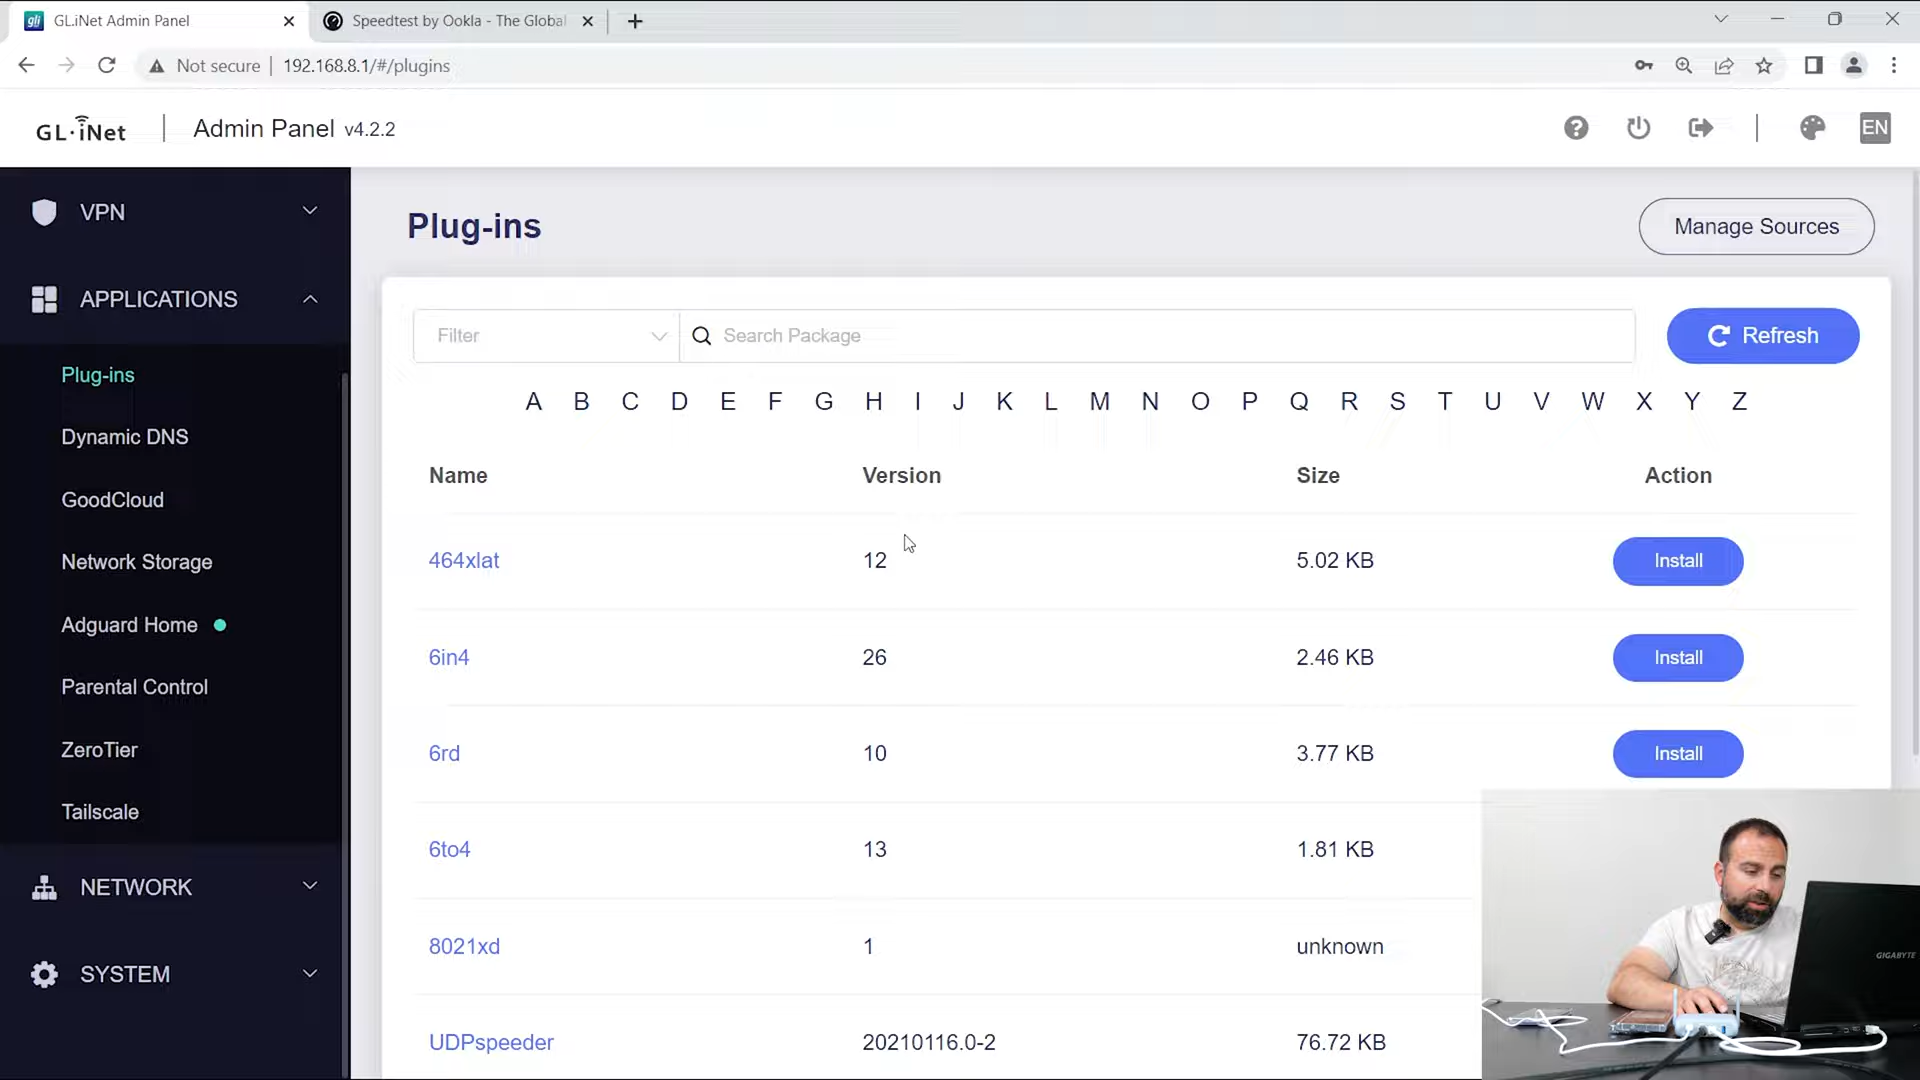 GLiNet Admin Panel
Speedtest by Ookla - The Global
Not secure
192.168.8.1/#/plugins
GL·iNet
Admin Panel v4.2.2
EN
VPN
APPLICATIONS
Plug-ins
Dynamic DNS
GoodCloud
Network Storage
Adguard Home
Parental Control
ZeroTier
Tailscale
NETWORK
SYSTEM
Plug-ins
Manage Sources
Filter
Search Package
Refresh
A B C D E F G H I J K L M N O P Q R S T U V W X Y Z
Name Version Size Action
464xlat 12 5.02 KB Install
6in4 26 2.46 KB Install
6rd 10 3.77 KB Install
6to4 13 1.81 KB
8021xd 1 unknown
UDPspeeder 20210116.0-2 76.72 KB
GIGABYTE